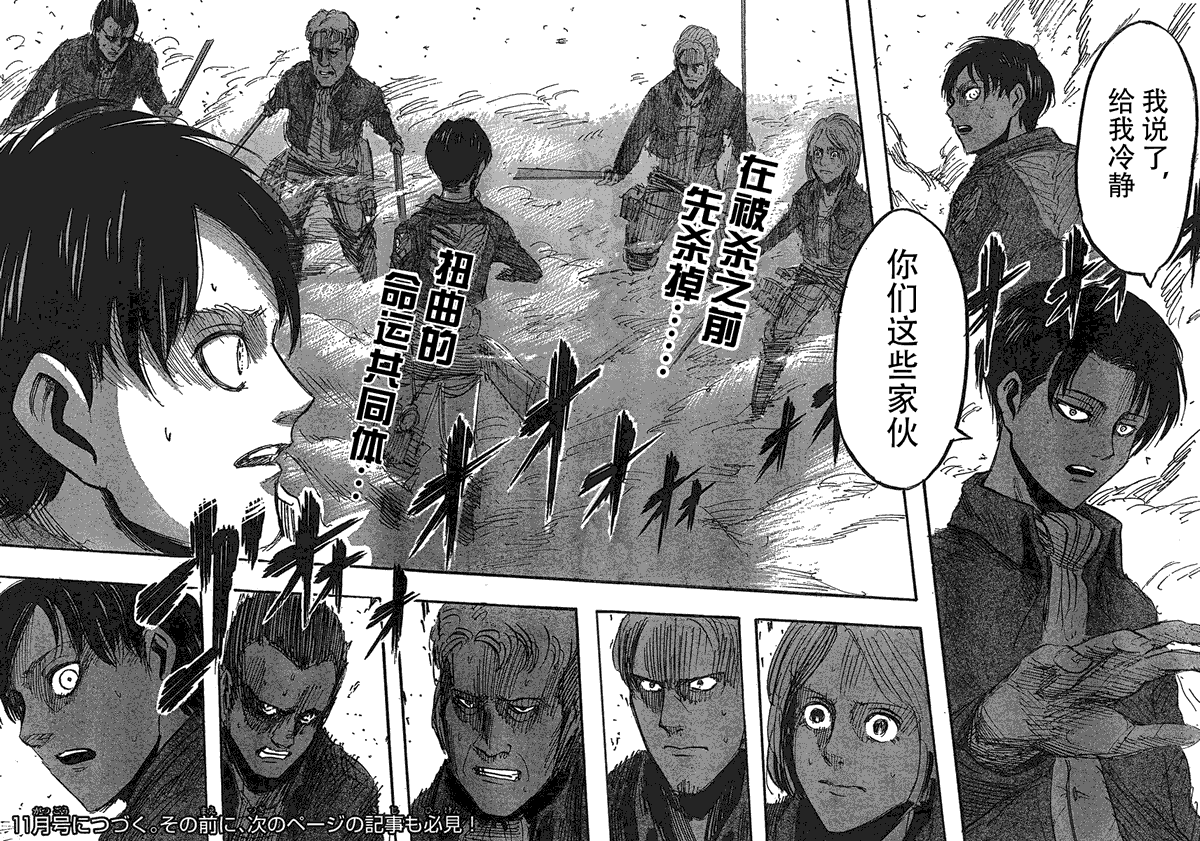 我说了，
给我冷静
你们这些家伙
在被杀之前
先杀掉……
扭曲的
命运共同体…
11月号につづく。その前に、次のページの記事も必見！